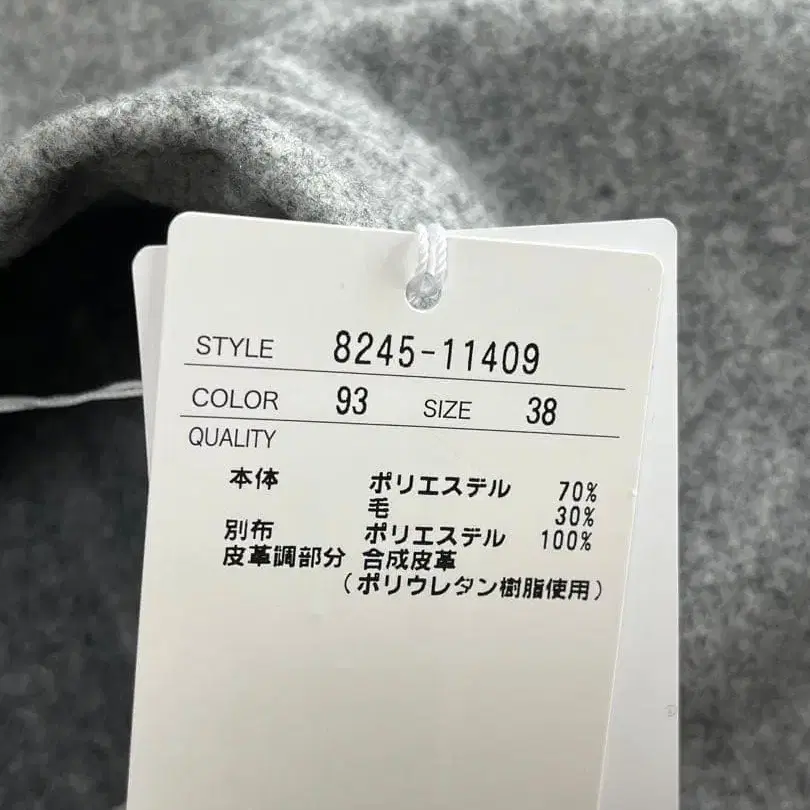 STYLE 8245-11409
COLOR 93 SIZE 38
QUALITY
本体 ポリエステル 70%
毛 30%
別布 ポリエステル 100%
皮革調部分 合成皮革
(ポリウレタン樹脂使用)